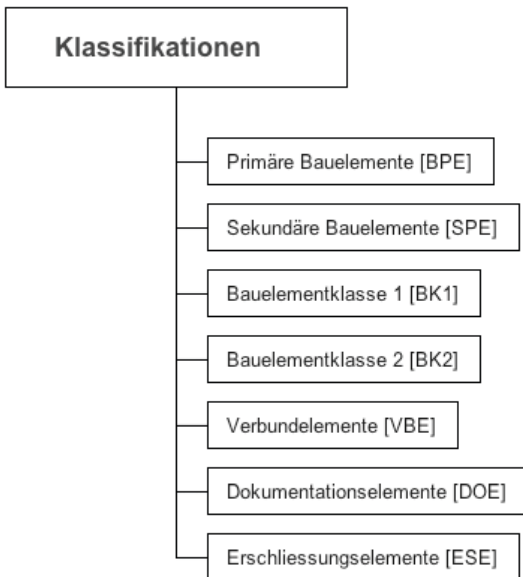 Klassifikationen
Primäre Bauelemente [BPE]
Sekundäre Bauelemente [SPE]
Bauelementklasse 1 [BK1]
Bauelementklasse 2 [BK2]
Verbundelemente [VBE]
Dokumentationselemente [DOE]
Erschliessungselemente [ESE]